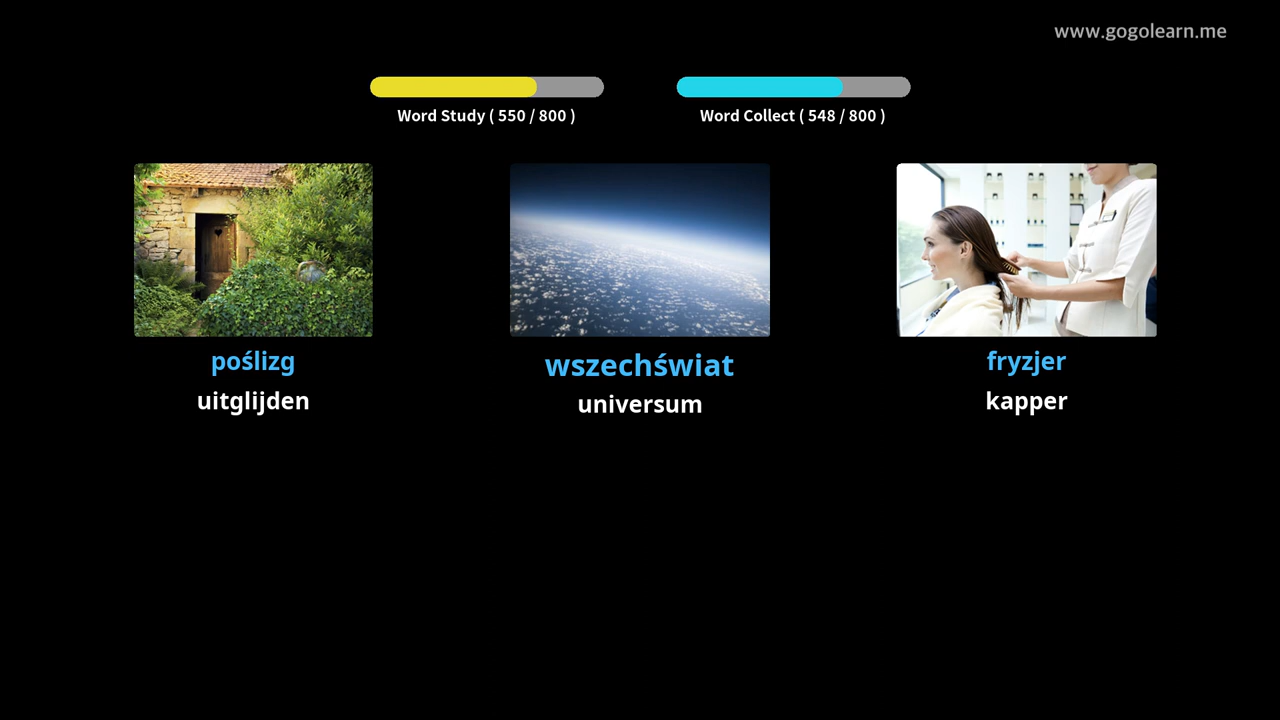 www.gogolearn.me
Word Study ( 550 / 800 )
Word Collect ( 548 / 800 )
poślizg
uitglijden
wszechświat
universum
fryzjer
kapper